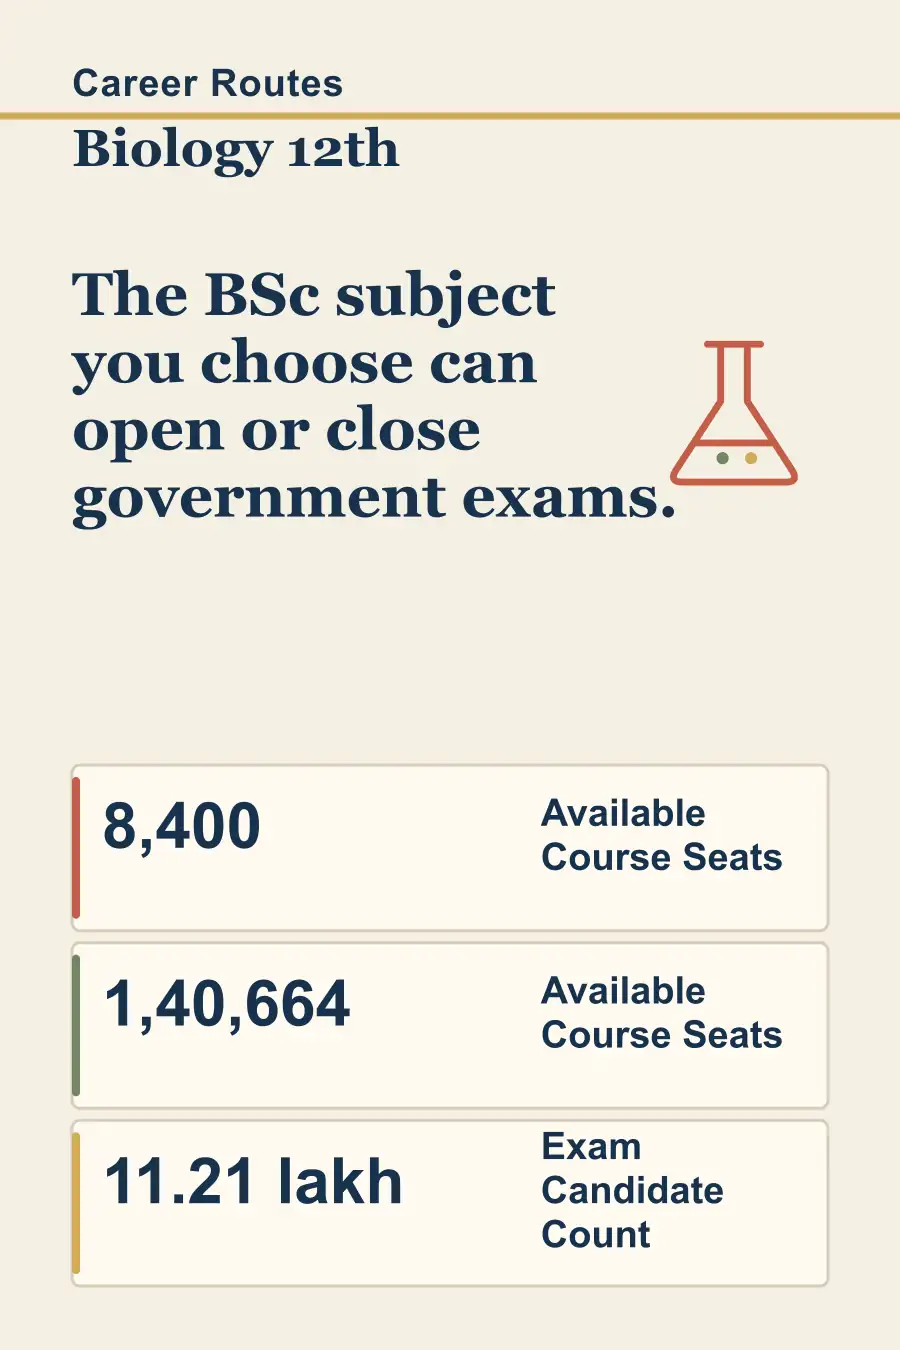 Career Routes
Biology 12th
The BSc subject
you choose can
open or close
government exams.
8,400
Available
Course Seats
1,40,664
Available
Course Seats
11.21 lakh
Exam
Candidate
Count